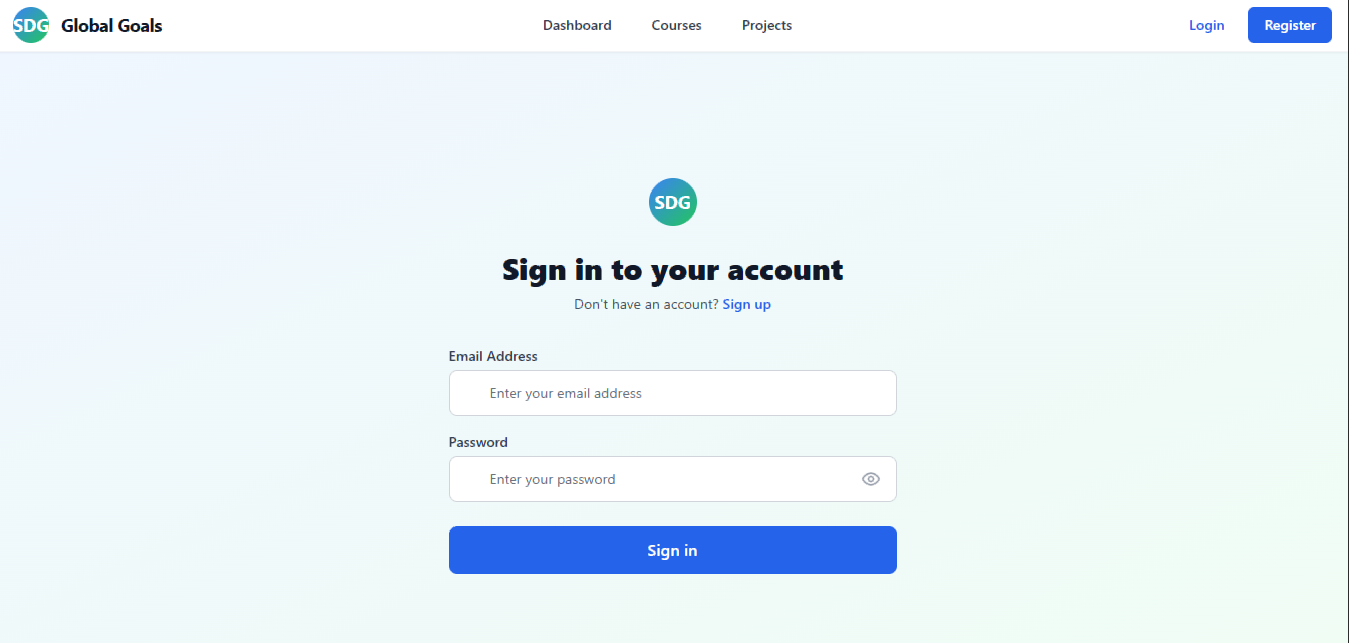 SDG Global Goals Dashboard Courses Projects Login Register
SDG
Sign in to your account
Don't have an account? Sign up
Email Address
Enter your email address
Password
Enter your password
Sign in